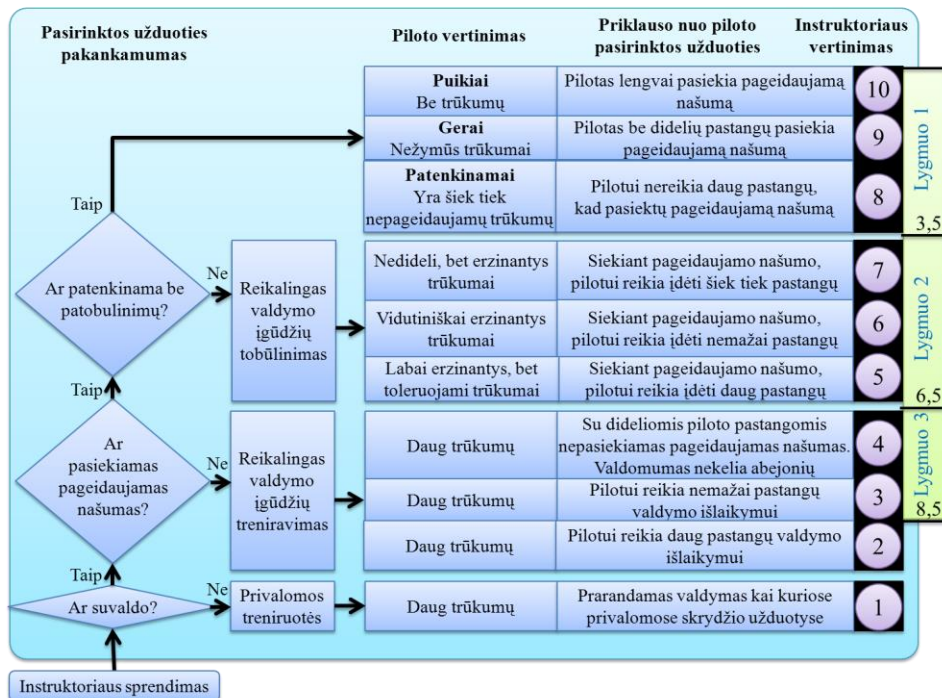 Pasirinktos užduoties
pakankamumas
Piloto vertinimas
Priklauso nuo piloto
pasirinktos užduoties
Instruktoriaus
vertinimas
Puikiai
Be trūkumų
Pilotas lengvai pasiekia pageidaujamą
našumą
10
Gerai
Nežymūs trūkumai
Pilotas be didelių pastangų pasiekia
pageidaujamą našumą
9
Patenkinamai
Yra šiek tiek
nepageidaujamų trūkumų
Pilotui nereikia daug pastangų,
kad pasiektų pageidaujamą našumą
8
Lygmuo 1
3,5
Taip
Ar patenkinama be
patobulinimų?
Ne
Reikalingas
valdymo
įgūdžių
tobūlinimas
Nedideli, bet erzinantys
trūkumai
Siekiant pageidaujamo našumo,
pilotui reikia įdėti šiek tiek pastangų
7
Vidutiniškai erzinantys
trūkumai
Siekiant pageidaujamo našumo,
pilotui reikia įdėti nemažai pastangų
6
Labai erzinantys, bet
toleruojami trūkumai
Siekiant pageidaujamo našumo,
pilotui reikia įdėti daug pastangų
5
Lygmuo 2
6,5
Taip
Ar
pasiekiamas
pageidaujamas
našumas?
Ne
Reikalingas
valdymo
įgūdžių
treniravimas
Daug trūkumų
Su dideliomis piloto pastangomis
nepasiekiamas pageidaujamas našumas.
Valdomumas nekelia abejonių
4
Daug trūkumų
Pilotui reikia nemažai pastangų
valdymo išlaikymui
3
Lygmuo 3
8,5
Daug trūkumų
Pilotui reikia daug pastangų valdymo
išlaikymui
2
Taip
Ar suvaldo?
Ne
Privalomos
treniruotės
Daug trūkumų
Prarandamas valdymas kai kuriose
privalomose skrydžio užduotyse
1
Instruktoriaus sprendimas